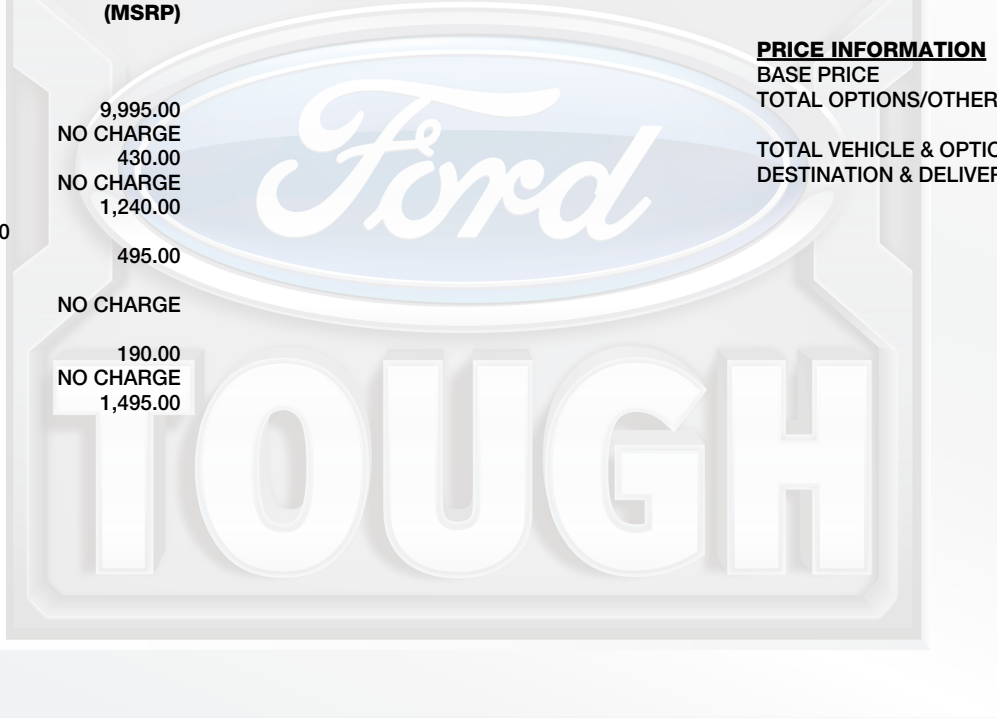 (MSRP)
9,995.00
NO CHARGE
430.00
NO CHARGE
1,240.00
0
495.00
NO CHARGE
190.00
NO CHARGE
1,495.00
PRICE INFORMATION
BASE PRICE
TOTAL OPTIONS/OTHER
TOTAL VEHICLE & OPTIO
DESTINATION & DELIVER
Ford
TOUGH